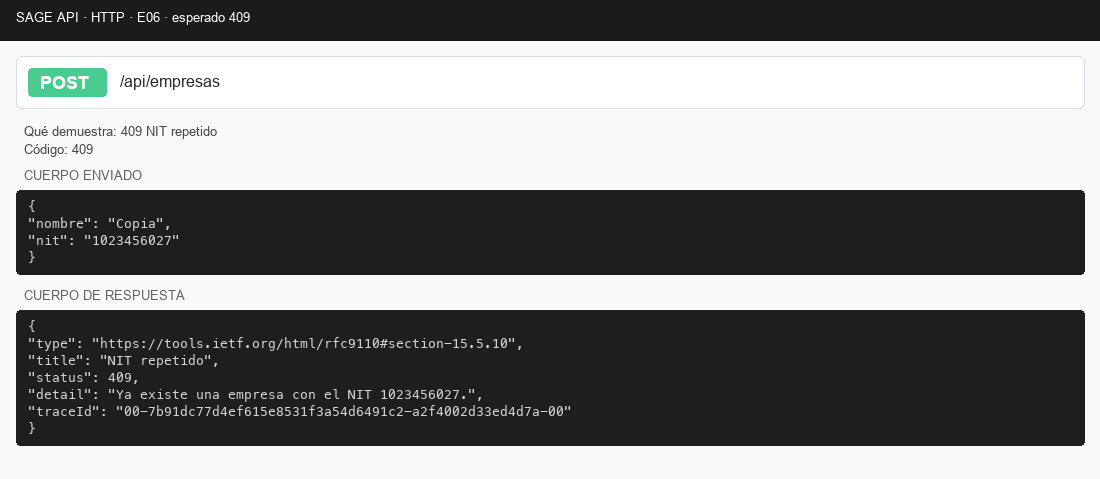 SAGE API · HTTP · E06 · esperado 409
POST /api/empresas
Qué demuestra: 409 NIT repetido
Código: 409
CUERPO ENVIADO
{
"nombre": "Copia",
"nit": "1023456027"
}
CUERPO DE RESPUESTA
{
"type": "https://tools.ietf.org/html/rfc9110#section-15.5.10",
"title": "NIT repetido",
"status": 409,
"detail": "Ya existe una empresa con el NIT 1023456027.",
"traceId": "00-7b91dc77d4ef615e8531f3a54d6491c2-a2f4002d33ed4d7a-00"
}